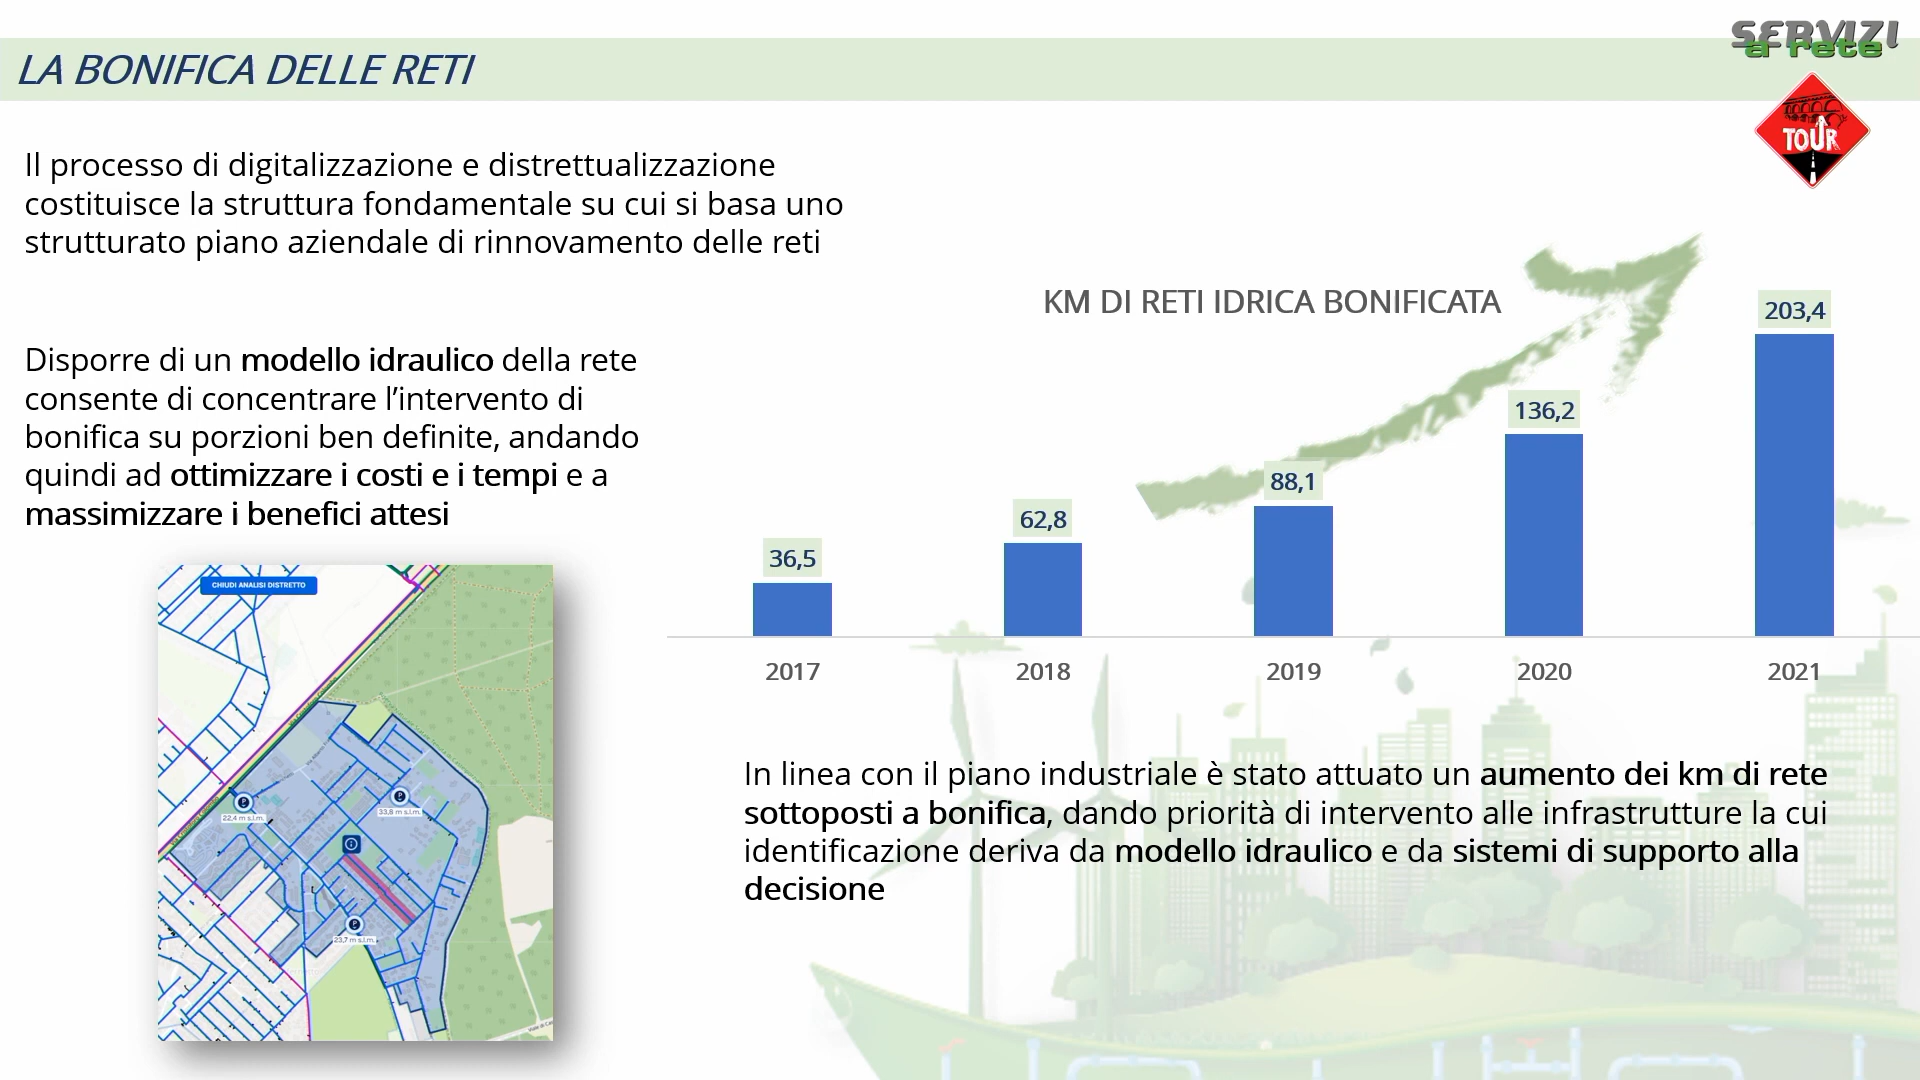 SERVIZI
a rete
LA BONIFICA DELLE RETI
TOUR
Il processo di digitalizzazione e distrettualizzazione
costituisce la struttura fondamentale su cui si basa uno
strutturato piano aziendale di rinnovamento delle reti
Disporre di un modello idraulico della rete
consente di concentrare l’intervento di
bonifica su porzioni ben definite, andando
quindi ad ottimizzare i costi e i tempi e a
massimizzare i benefici attesi
CHIUDI ANALISI DISTRETTO
22,4 m s.l.m.
33,8 m s.l.m.
23,7 m s.l.m.
KM DI RETI IDRICA BONIFICATA
203,4
136,2
88,1
62,8
36,5
2017 2018 2019 2020 2021
In linea con il piano industriale è stato attuato un aumento dei km di rete
sottoposti a bonifica, dando priorità di intervento alle infrastrutture la cui
identificazione deriva da modello idraulico e da sistemi di supporto alla
decisione